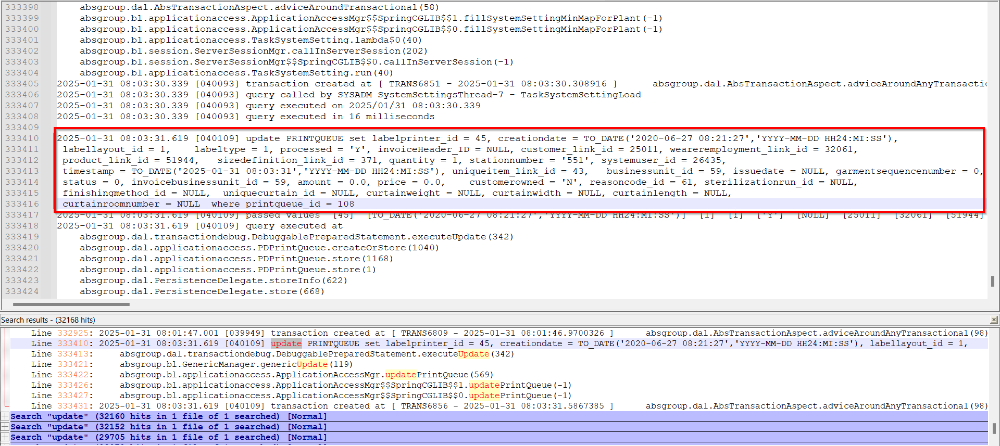 333398 absgroup.dal.AbsTransactionAspect.adviceAroundTransactional(58)
333399 absgroup.bl.applicationaccess.ApplicationAccessMgr$$SpringCGLIB$$1.fillSystemSettingMinMapForPlant(-1)
333400 absgroup.bl.applicationaccess.ApplicationAccessMgr$$SpringCGLIB$$0.fillSystemSettingMinMapForPlant(-1)
333401 absgroup.bl.applicationaccess.TaskSystemSetting.lambda$0(40)
333402 absgroup.bl.session.ServerSessionMgr.callInServerSession(202)
333403 absgroup.bl.session.ServerSessionMgr$$SpringCGLIB$$0.callInServerSession(-1)
333404 absgroup.bl.applicationaccess.TaskSystemSetting.run(40)
333405 2025-01-31 08:03:30.339 [040093] transaction created at [ TRANS6851 - 2025-01-31 08:03:30.308916 ] absgroup.dal.AbsTransactionAspect.adviceAroundAnyTransactic
333406 2025-01-31 08:03:30.339 [040093] query called by SYSADM SystemSettingsThread-7 - TaskSystemSettingLoad
333407 2025-01-31 08:03:30.339 [040093] query executed on 2025/01/31 08:03:30.339
333408 2025-01-31 08:03:30.339 [040093] query executed in 16 milliseconds
333409
333410 2025-01-31 08:03:31.619 [040109] update PRINTQUEUE set labelprinter_id = 45, creationdate = TO_DATE('2020-06-27 08:21:27','YYYY-MM-DD HH24:MI:SS'),
333411 labellayout_id = 1, labeltype = 1, processed = 'Y', invoiceHeader_ID = NULL, customer_link_id = 25011, weareremployment_link_id = 32061,
333412 product_link_id = 51944, sizedefinition_link_id = 371, quantity = 1, stationnumber = '551', systemuser_id = 26435,
333413 timestamp = TO_DATE('2025-01-31 08:03:31','YYYY-MM-DD HH24:MI:SS'), uniqueitem_link_id = 43, businessunit_id = 59, issuedate = NULL, garmentsequencenumber = 0,
333414 status = 0, invoicebusinessunit_id = 59, amount = 0.0, price = 0.0, customerowned = 'N', reasoncode_id = 61, sterilizationrun_id = NULL,
333415 finishingmethod_id = NULL, uniquecurtain_id = NULL, curtainweight = NULL, curtainwidth = NULL, curtainlength = NULL,
333416 curtainroomnumber = NULL where printqueue_id = 108
333417 2025-01-31 08:03:31.619 [040109] passed values [45] [TO_DATE('2020-06-27 08:21:27','YYYY-MM-DD HH24:MI:SS')] [1] [1] ['Y'] [NULL] [25011] [32061] [51944]
333418 2025-01-31 08:03:31.619 [040109] query executed at
333419 absgroup.dal.transactiondebug.DebuggablePreparedStatement.executeUpdate(342)
333420 absgroup.dal.applicationaccess.PDPrintQueue.createOrStore(1040)
333421 absgroup.dal.applicationaccess.PDPrintQueue.store(1168)
333422 absgroup.dal.applicationaccess.PDPrintQueue.store(1)
333423 absgroup.dal.PersistenceDelegate.storeInfo(622)
333424 absgroup.dal.PersistenceDelegate.store(668)
Search results - (32168 hits)
Line 332925: 2025-01-31 08:01:47.001 [039949] transaction created at [ TRANS6809 - 2025-01-31 08:01:46.9700326 ] absgroup.dal.AbsTransactionAspect.adviceAroundTransactional(98)
Line 333410: 2025-01-31 08:03:31.619 [040109] update PRINTQUEUE set labelprinter_id = 45, creationdate = TO_DATE('2020-06-27 08:21:27','YYYY-MM-DD HH24:MI:SS'), labellayout_id = 1,
Line 333413: absgroup.dal.transactiondebug.DebuggablePreparedStatement.executeUpdate(342)
Line 333421: absgroup.bl.GenericManager.genericUpdate(119)
Line 333422: absgroup.bl.applicationaccess.ApplicationAccessMgr.updatePrintQueue(569)
Line 333426: absgroup.bl.applicationaccess.ApplicationAccessMgr$$SpringCGLIB$$1.updatePrintQueue(-1)
Line 333427: absgroup.bl.applicationaccess.ApplicationAccessMgr$$SpringCGLIB$$0.updatePrintQueue(-1)
Line 333431: 2025-01-31 08:03:31.619 [040109] transaction created at [ TRANS6856 - 2025-01-31 08:03:31.5867385 ] absgroup.dal.AbsTransactionAspect.adviceAroundAnyTransactional(98)
Search "update" (32160 hits in 1 file of 1 searched) [Normal]
Search "update" (32152 hits in 1 file of 1 searched) [Normal]
Search "update" (29705 hits in 1 file of 1 searched) [Normal]